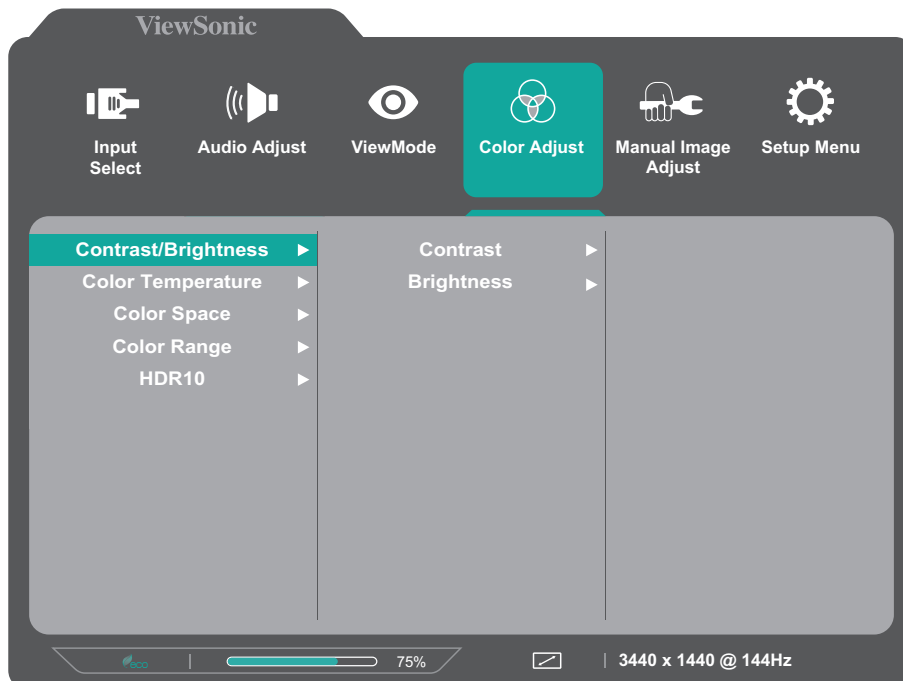 ViewSonic
Input
Select
Audio Adjust
ViewMode
Color Adjust
Manual Image
Adjust
Setup Menu
Contrast/Brightness
Color Temperature
Color Space
Color Range
HDR10
Contrast
Brightness
eco
75%
3440 x 1440 @ 144Hz